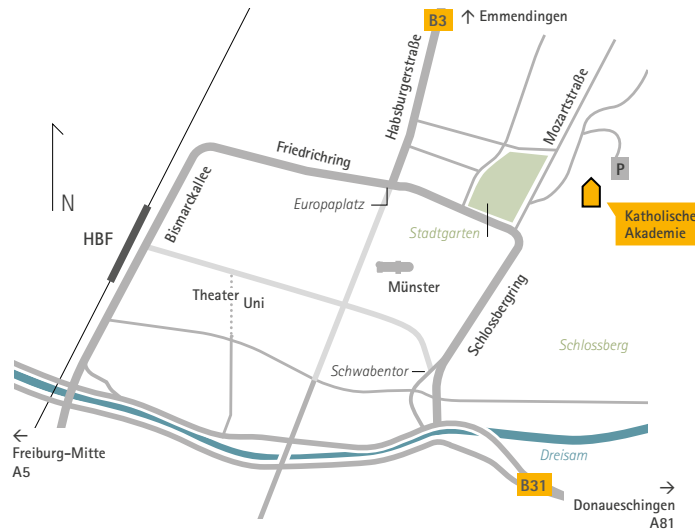 B3
↑ Emmendingen
Habsburgerstraße
Mozartstraße
Friedrichring
P
Bismarckallee
N
Europaplatz
Katholische
Akademie
Stadtgarten
HBF
Münster
Theater
Uni
Schlossbergring
Schlossberg
Schwabentor
←
Freiburg-Mitte
A5
Dreisam
B31
→
Donaueschingen
A81